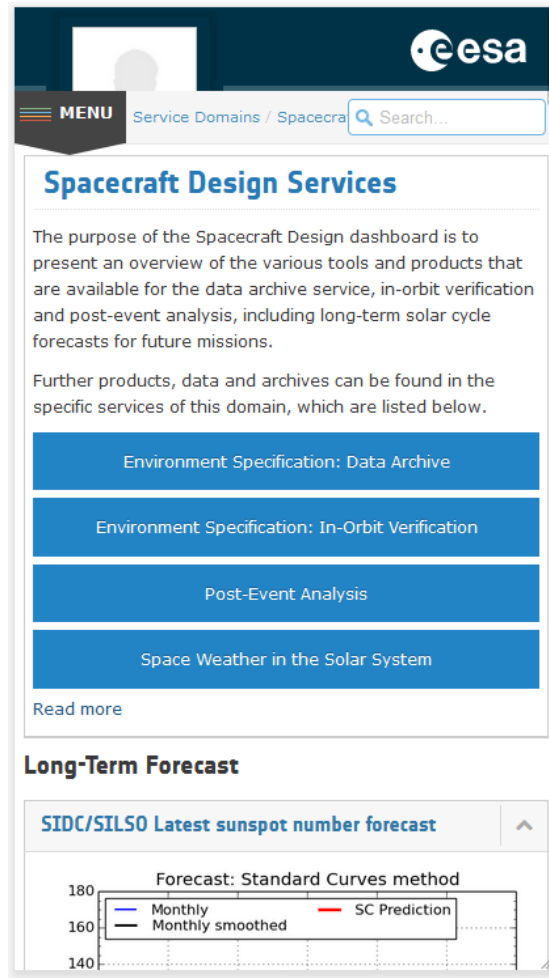 esa
MENU
Service Domains / Spacecra
Search...
Spacecraft Design Services
The purpose of the Spacecraft Design dashboard is to
present an overview of the various tools and products that
are available for the data archive service, in-orbit verification
and post-event analysis, including long-term solar cycle
forecasts for future missions.
Further products, data and archives can be found in the
specific services of this domain, which are listed below.
Environment Specification: Data Archive
Environment Specification: In-Orbit Verification
Post-Event Analysis
Space Weather in the Solar System
Read more
Long-Term Forecast
SIDC/SILSO Latest sunspot number forecast
Forecast: Standard Curves method
180
Monthly
SC Prediction
Monthly smoothed
160
140